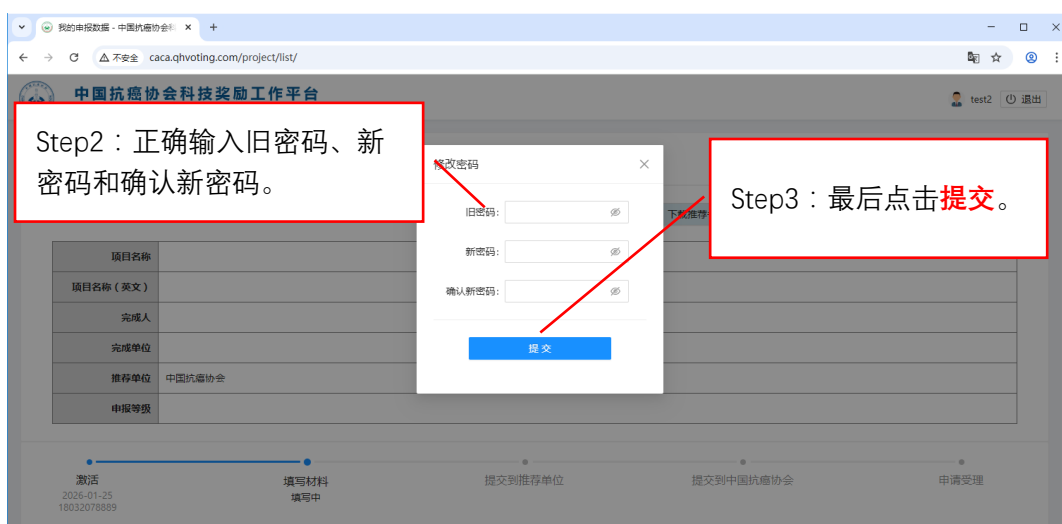 我的申报数据 - 中国抗癌协会科
不安全 caca.qhvoting.com/project/list/
中国抗癌协会科技奖励工作平台
test2 退出
Step2：正确输入旧密码、新
密码和确认新密码。
修改密码
Step3：最后点击提交。
旧密码:
下载推荐
新密码:
确认新密码:
提 交
项目名称
项目名称（英文）
完成人
完成单位
推荐单位 中国抗癌协会
申报等级
激活
2026-01-25
18032078889
填写材料
填写中
提交到推荐单位
提交到中国抗癌协会
申请受理